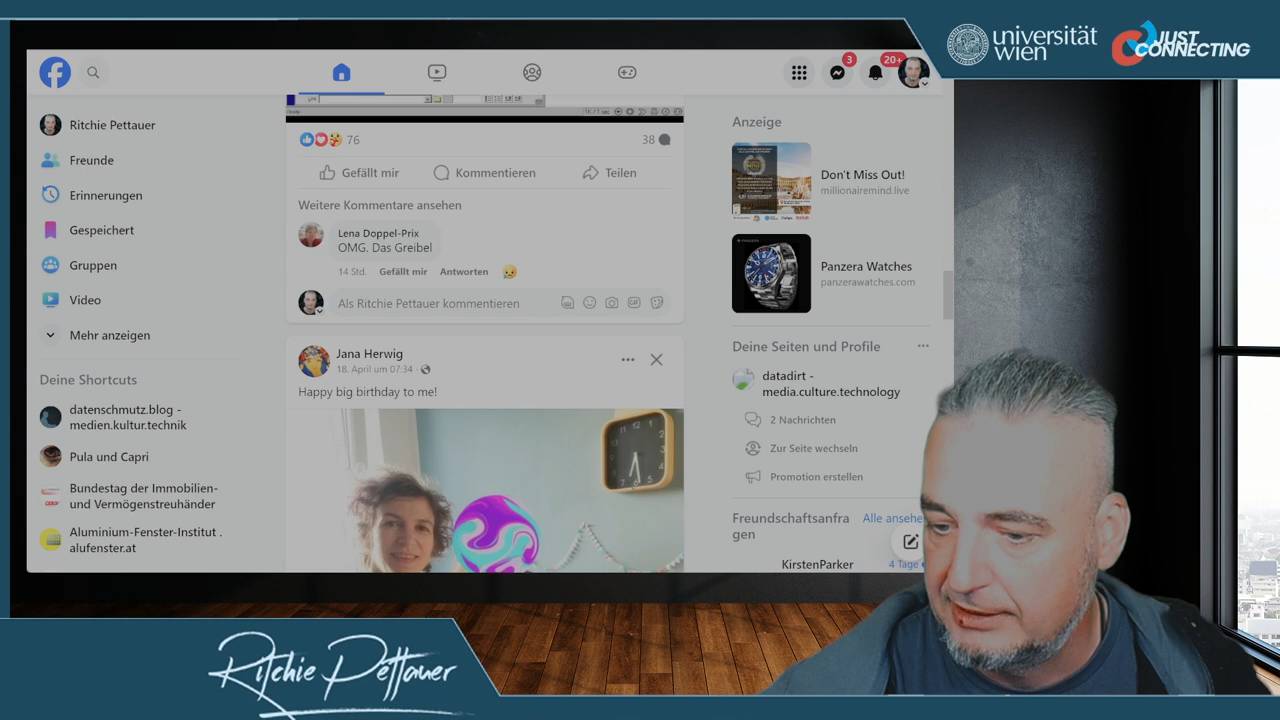 universität
wien
JUST
CONNECTING
3
20+
Ritchie Pettauer
Freunde
Erinnerungen
Gespeichert
Gruppen
Video
Mehr anzeigen
Deine Shortcuts
datenschmutz.blog -
medien.kultur.technik
Pula und Capri
Bundestag der Immobilien-
und Vermögenstreuhänder
Aluminium-Fenster-Institut .
alufenster.at
76
38
Gefällt mir
Kommentieren
Teilen
Weitere Kommentare ansehen
Lena Doppel-Prix
OMG. Das Greibel
14 Std. Gefällt mir Antworten
Als Ritchie Pettauer kommentieren
GIF
Jana Herwig
18. April um 07:34 ·
Happy big birthday to me!
Anzeige
Don't Miss Out!
millionairemind.live
Panzera Watches
panzerawatches.com
Deine Seiten und Profile
datadirt -
media.culture.technology
2 Nachrichten
Zur Seite wechseln
Promotion erstellen
Freundschaftsanfra
gen
Alle ansehe
KirstenParker
4 Tage
Ritchie Pettauer